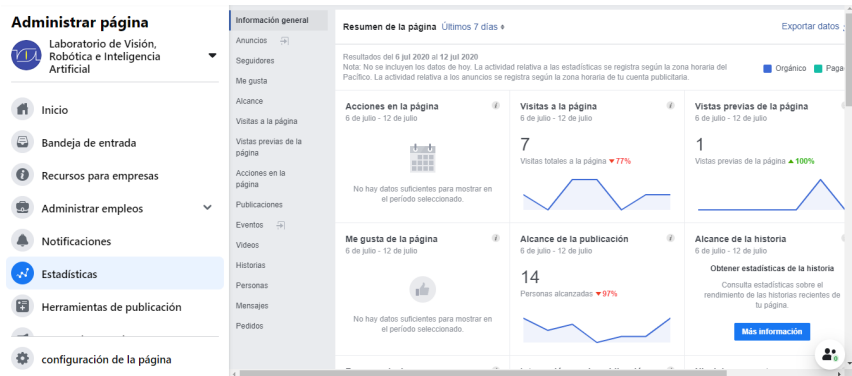 Administrar página
Laboratorio de Visión,
Robótica e Inteligencia
Artificial
Inicio
Bandeja de entrada
Recursos para empresas
Administrar empleos
Notificaciones
Estadísticas
Herramientas de publicación
configuración de la página
Información general
Anuncios
Seguidores
Me gusta
Alcance
Visitas a la página
Vistas previas de la
página
Acciones en la
página
Publicaciones
Eventos
Videos
Historias
Personas
Mensajes
Pedidos
Resumen de la página Últimos 7 días
Exportar datos
Resultados del 6 jul 2020 al 12 jul 2020
Nota: No se incluyen los datos de hoy. La actividad relativa a las estadísticas se registra según la zona horaria del
Pacífico. La actividad relativa a los anuncios se registra según la zona horaria de tu cuenta publicitaria.
Orgánico Paga
Acciones en la página
6 de julio - 12 de julio
No hay datos suficientes para mostrar en
el período seleccionado.
Visitas a la página
6 de julio - 12 de julio
7
Visitas totales a la página ▼77%
Vistas previas de la página
6 de julio - 12 de julio
1
Vistas previas de la página ▲100%
Me gusta de la página
6 de julio - 12 de julio
No hay datos suficientes para mostrar en
el período seleccionado.
Alcance de la publicación
6 de julio - 12 de julio
14
Personas alcanzadas ▼97%
Alcance de la historia
6 de julio - 12 de julio
Obtener estadísticas de la historia
Consulta estadísticas sobre el
rendimiento de las historias recientes de
tu página.
Más información